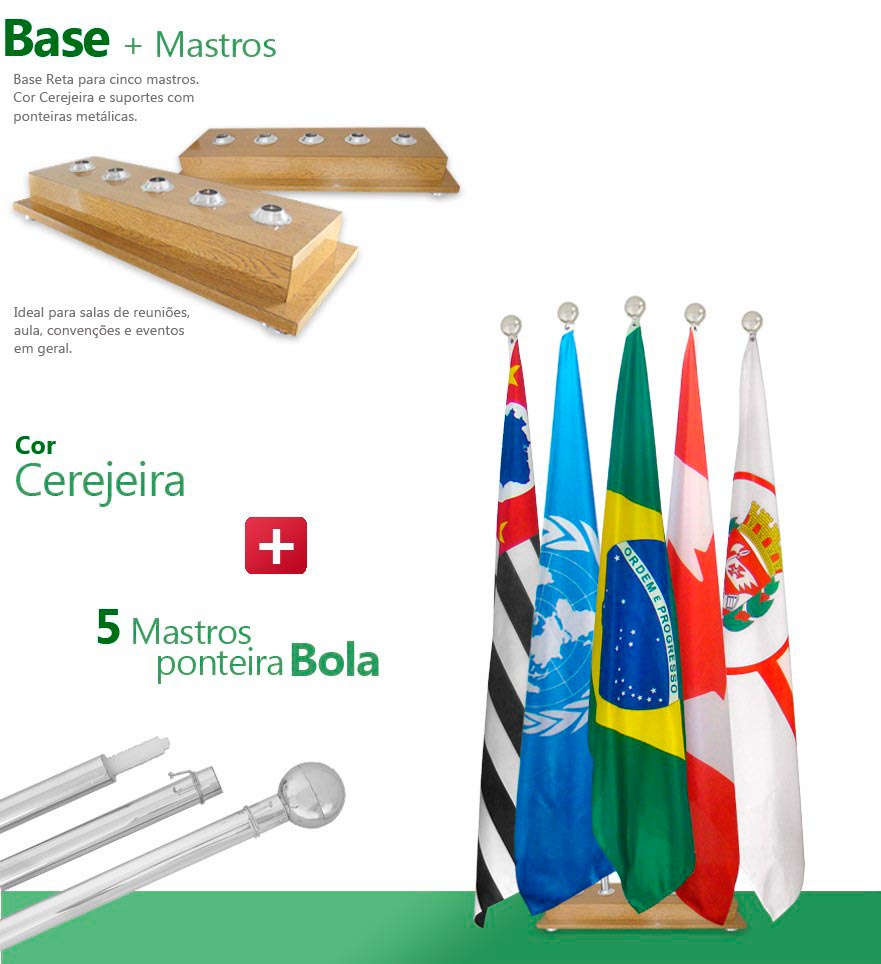 Base + Mastros
Base Reta para cinco mastros.
Cor Cerejeira e suportes com
ponteiras metálicas.
Ideal para salas de reuniões,
aula, convenções e eventos
em geral.
Cor
Cerejeira
5 Mastros
ponteira Bola
ORDEM E PROGRESSO